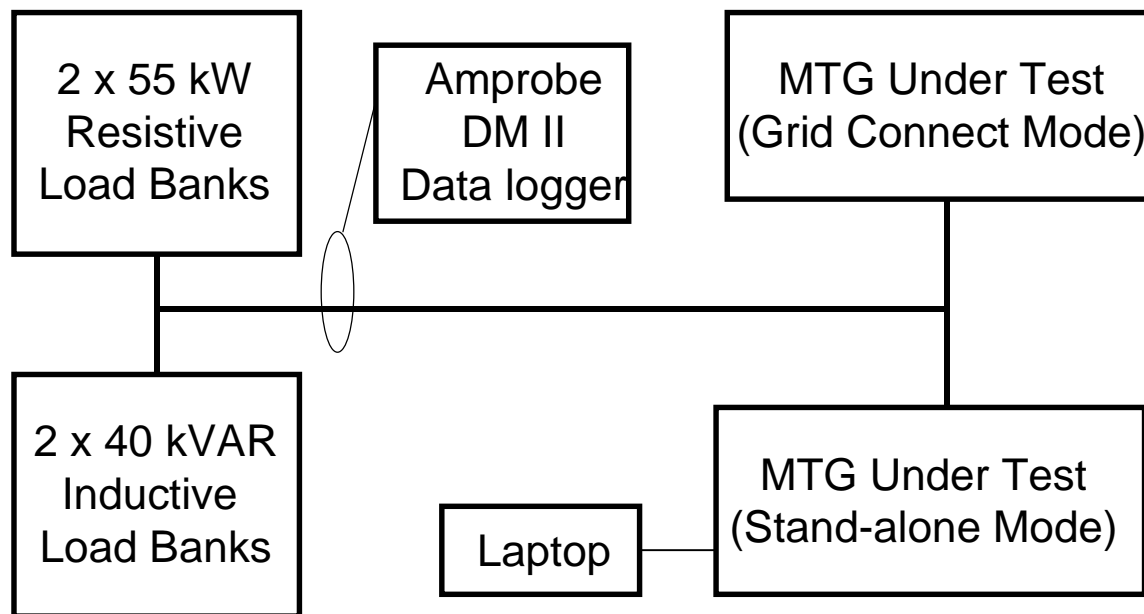 2 x 55 kW
Resistive
Load Banks
Amprobe
DM II
Data logger
MTG Under Test
(Grid Connect Mode)
2 x 40 kVAR
Inductive
Load Banks
Laptop
MTG Under Test
(Stand-alone Mode)